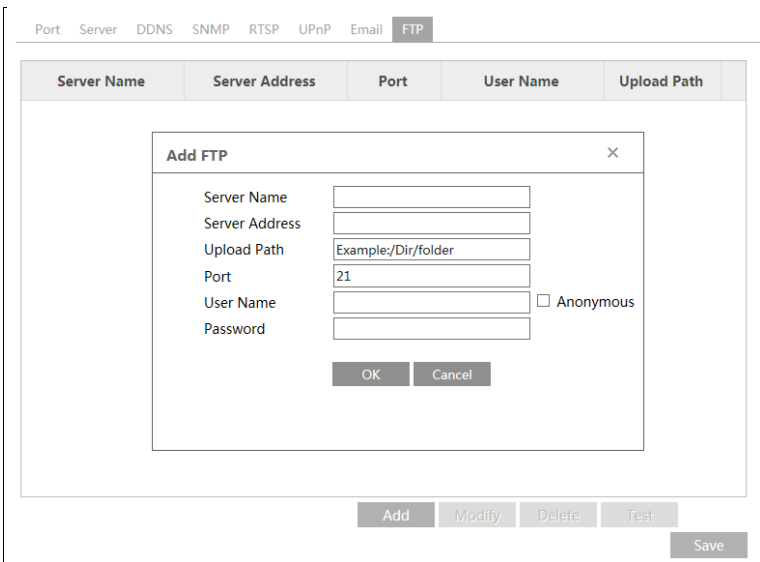 Port Server DDNS SNMP RTSP UPnP Email FTP
Server Name Server Address Port User Name Upload Path
Add FTP ×
Server Name
Server Address
Upload Path Example:/Dir/folder
Port 21
User Name Anonymous
Password
OK Cancel
Add Modify Delete Test
Save